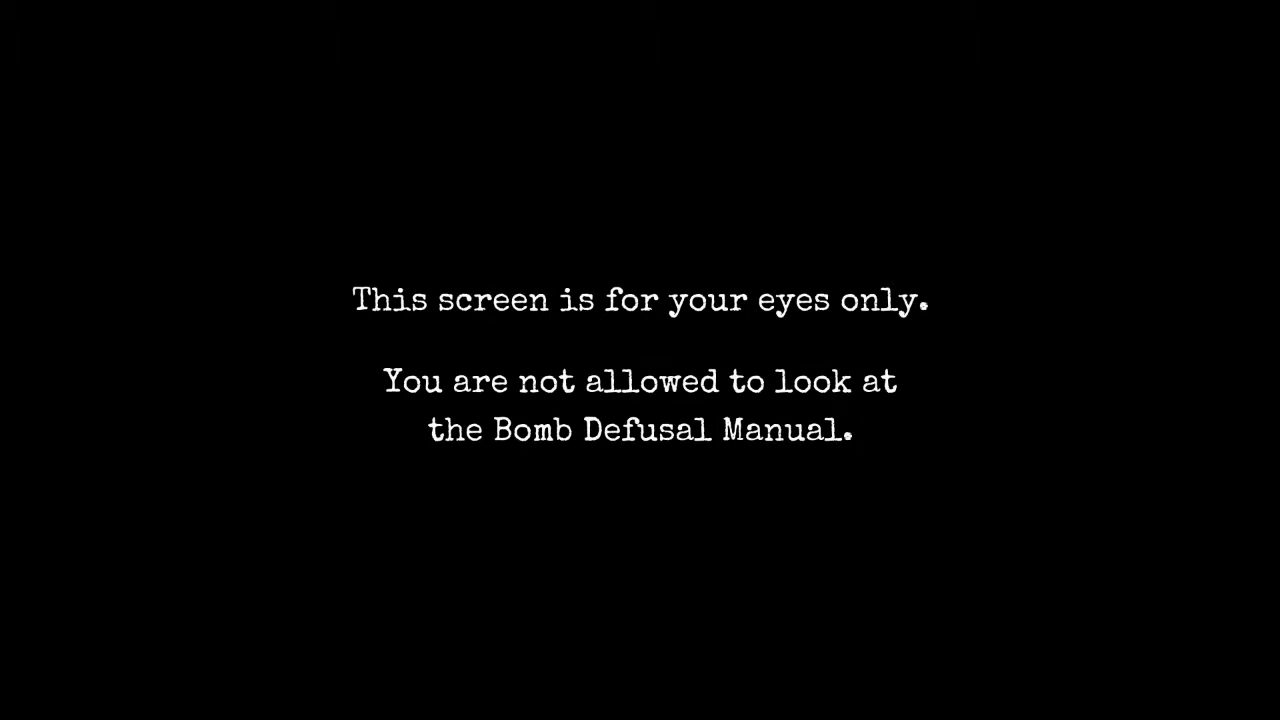 This screen is for your eyes only.
You are not allowed to look at
the Bomb Defusal Manual.